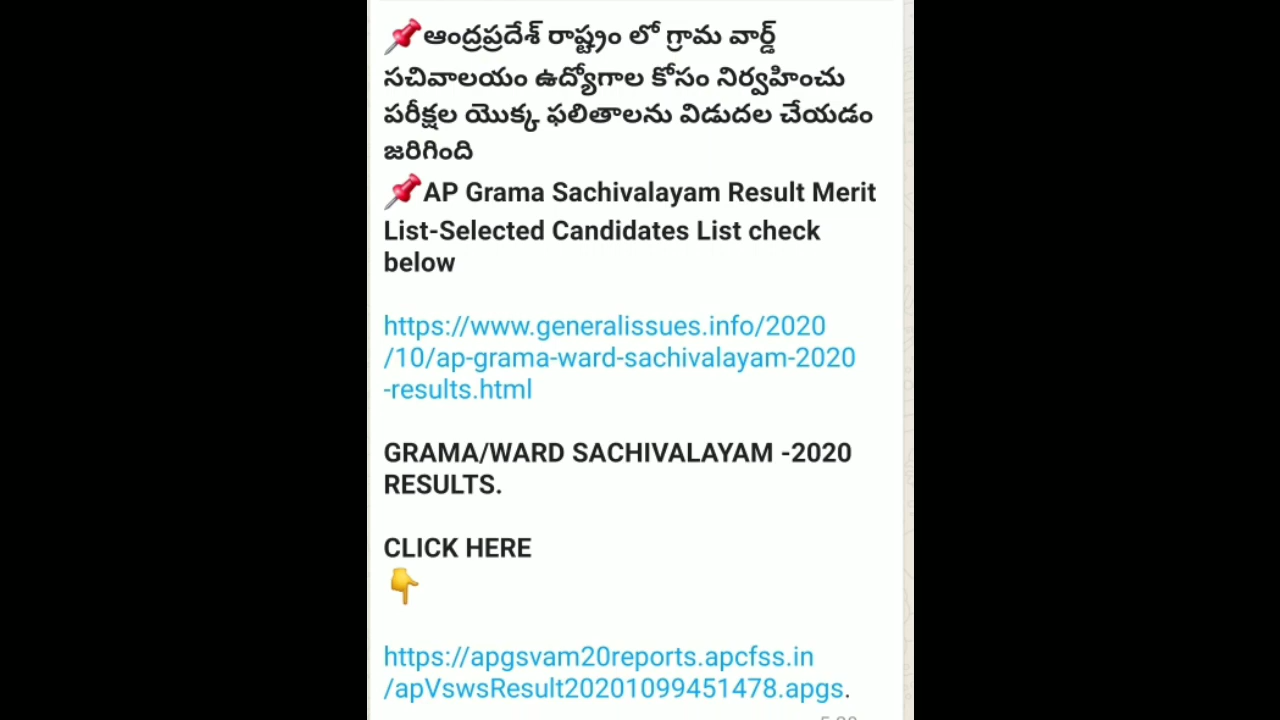 📌ఆంధ్రప్రదేశ్ రాష్ట్రం లో గ్రామ వార్డ్
సచివాలయం ఉద్యోగాల కోసం నిర్వహించు
పరీక్షల యొక్క ఫలితాలను విడుదల చేయడం
జరిగింది
📌AP Grama Sachivalayam Result Merit
List-Selected Candidates List check
below
https://www.generalissues.info/2020
/10/ap-grama-ward-sachivalayam-2020
-results.html
GRAMA/WARD SACHIVALAYAM -2020
RESULTS.
CLICK HERE
👇
https://apgsvam20reports.apcfss.in
/apVswsResult20201099451478.apgs.